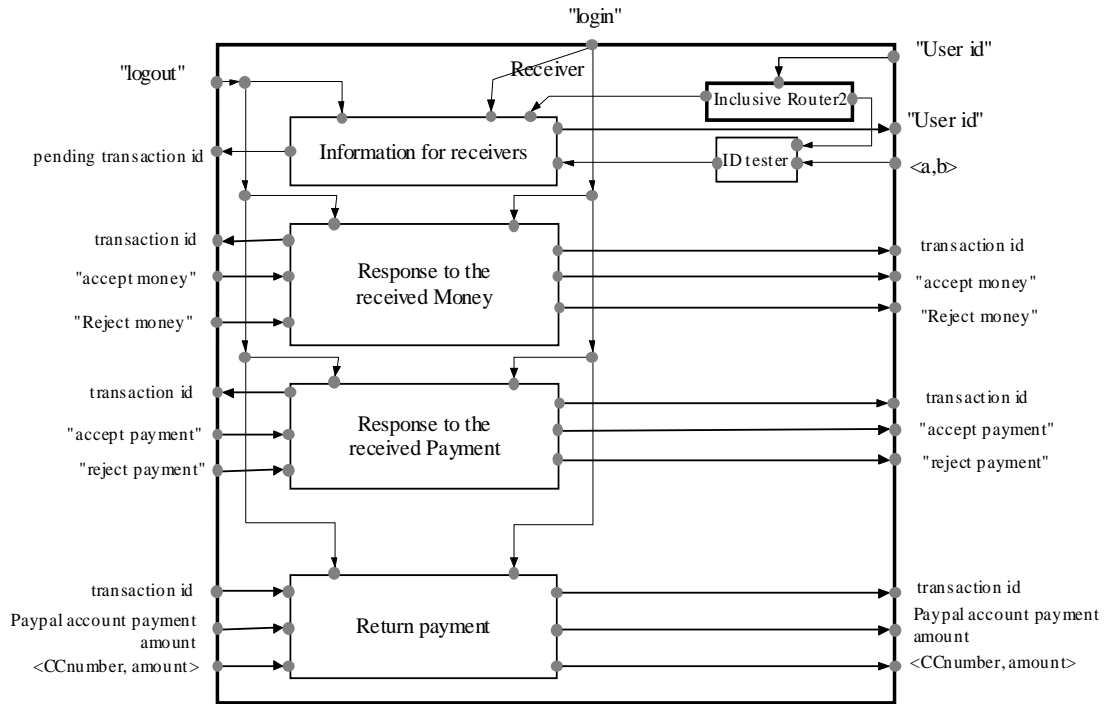 "login"
"User id"
"logout"
Receiver
Inclusive Router2
"User id"
pending transaction id
Information for receivers
ID tester
<a,b>
transaction id
Response to the
received Money
transaction id
"accept money"
"accept money"
"Reject money"
"Reject money"
transaction id
Response to the
received Payment
transaction id
"accept payment"
"accept payment"
"reject payment"
"reject payment"
transaction id
transaction id
Paypal account payment
amount
Return payment
Paypal account payment
amount
<CCnumber, amount>
<CCnumber, amount>